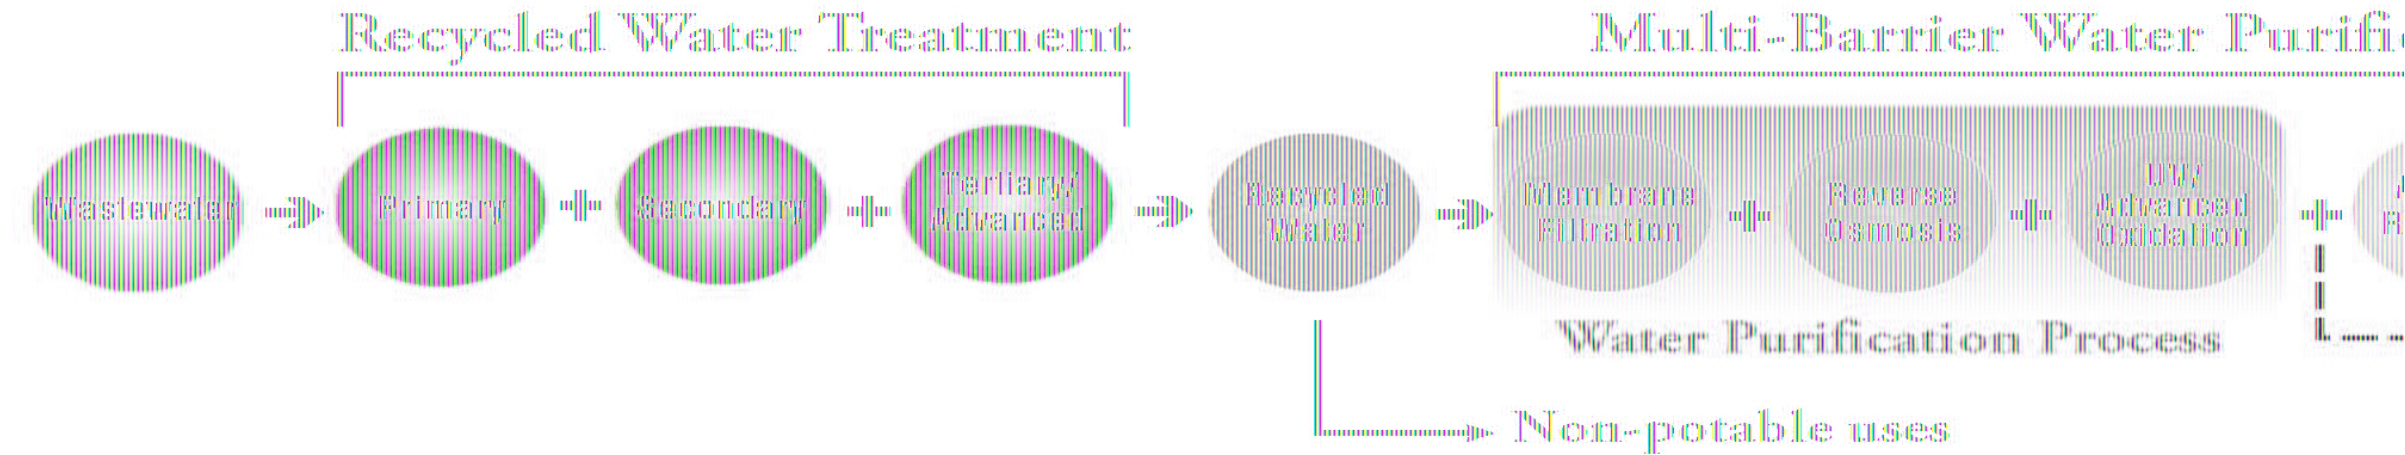 Recycled Water Treatment
Multi-Barrier Water
Wastewater
Primary
Secondary
Tertiary/
Advanced
Recycled
Water
Membrane
Filtration
Reverse
Osmosis
UV/
Advanced
Oxidation
Water Purification Process
Non-potable uses